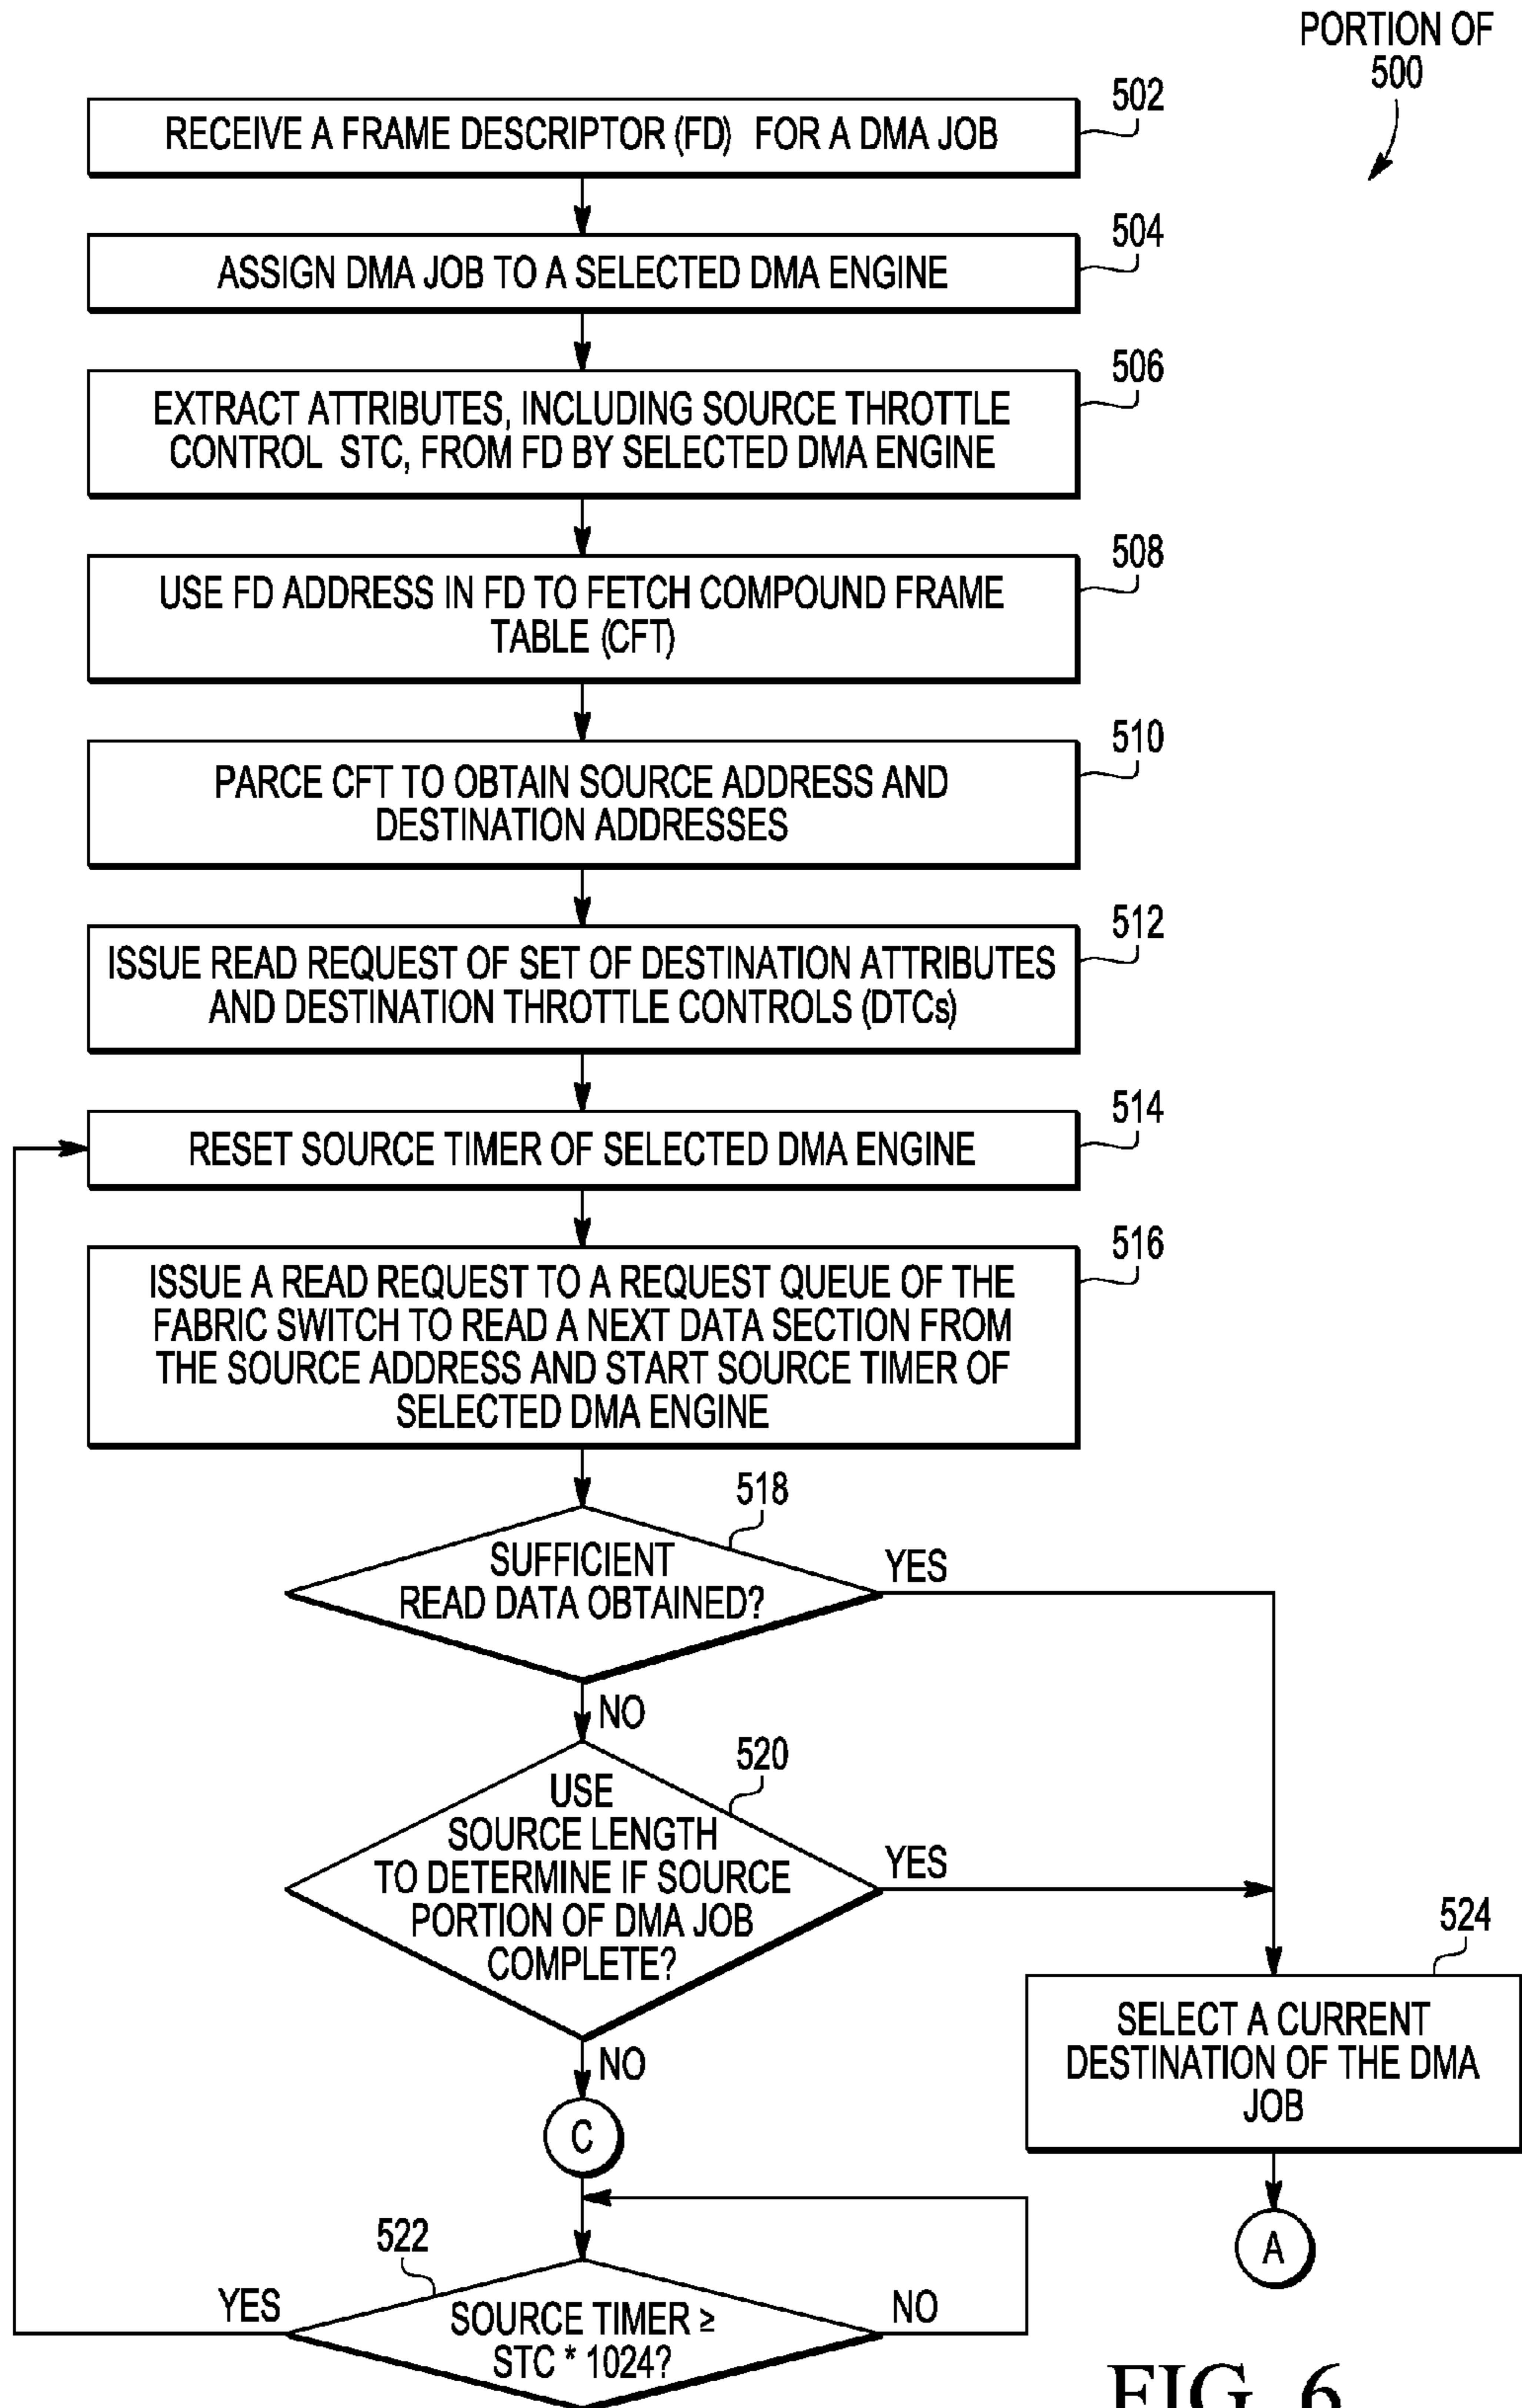 PORTION OF
500
502
RECEIVE A FRAME DESCRIPTOR (FD) FOR A DMA JOB
504
ASSIGN DMA JOB TO A SELECTED DMA ENGINE
506
EXTRACT ATTRIBUTES, INCLUDING SOURCE THROTTLE
CONTROL STC, FROM FD BY SELECTED DMA ENGINE
508
USE FD ADDRESS IN FD TO FETCH COMPOUND FRAME
TABLE (CFT)
510
PARCE CFT TO OBTAIN SOURCE ADDRESS AND
DESTINATION ADDRESSES
512
ISSUE READ REQUEST OF SET OF DESTINATION ATTRIBUTES
AND DESTINATION THROTTLE CONTROLS (DTCs)
514
RESET SOURCE TIMER OF SELECTED DMA ENGINE
516
ISSUE A READ REQUEST TO A REQUEST QUEUE OF THE
FABRIC SWITCH TO READ A NEXT DATA SECTION FROM
THE SOURCE ADDRESS AND START SOURCE TIMER OF
SELECTED DMA ENGINE
518
SUFFICIENT
READ DATA OBTAINED?
YES
NO
520
USE
SOURCE LENGTH
TO DETERMINE IF SOURCE
PORTION OF DMA JOB
COMPLETE?
YES
NO
524
SELECT A CURRENT
DESTINATION OF THE DMA
JOB
C
A
522
SOURCE TIMER ≥
STC * 1024?
YES
NO
FIG. 6